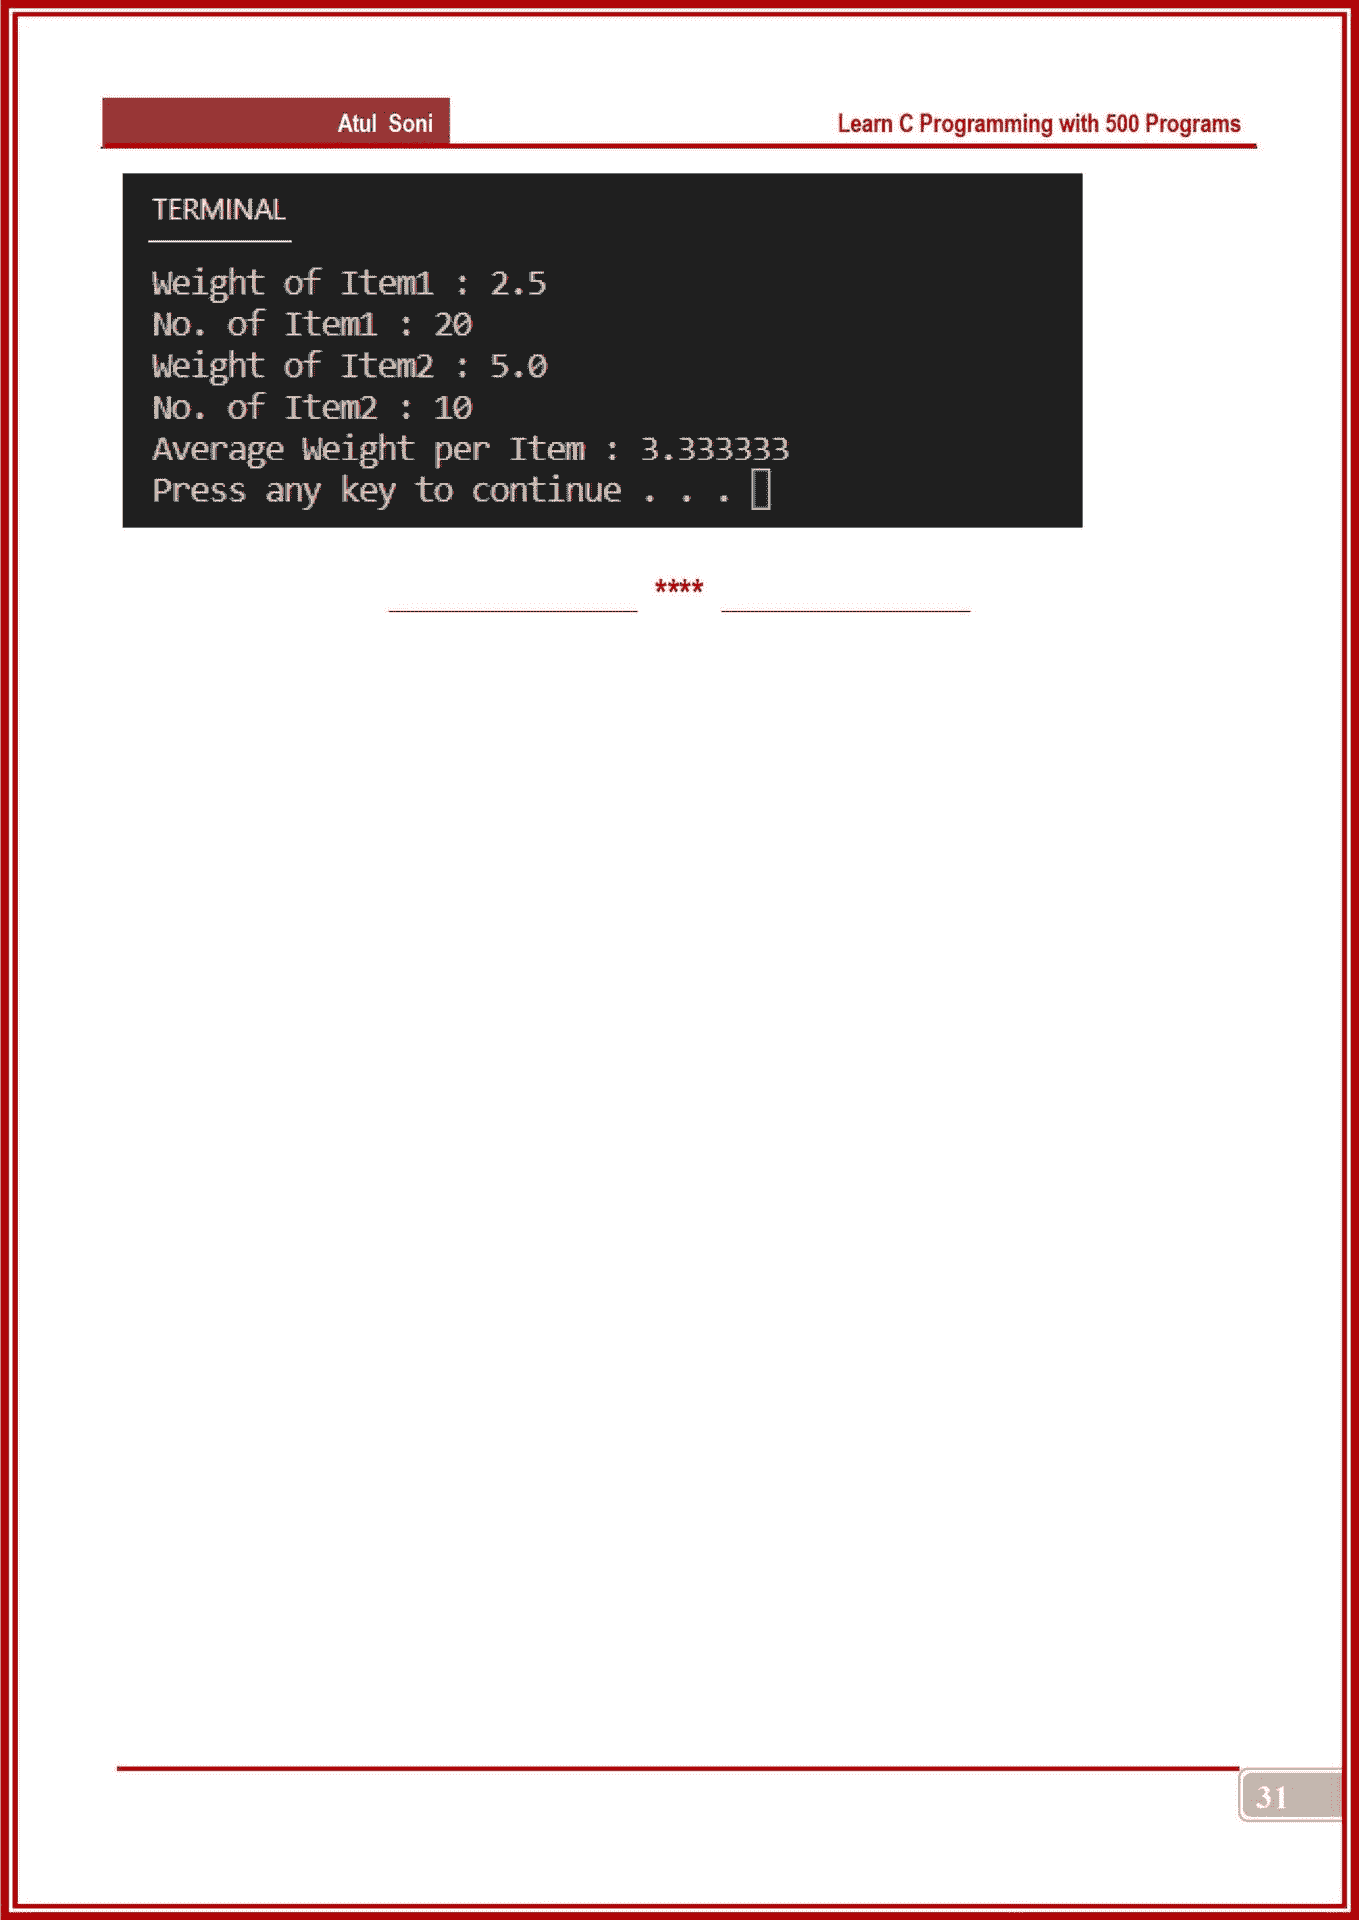 Atul Soni
Learn C Programming with 500 Programs
TERMINAL
Weight of Item1 : 2.5
No. of Item1 : 20
Weight of Item2 : 5.0
No. of Item2 : 10
Average Weight per Item : 3.333333
Press any key to continue . . .
****
31